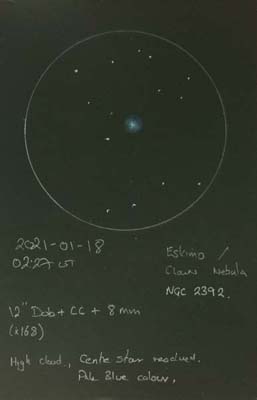 2021-01-18
02:27 UT
Eskimo /
Clown Nebula
NGC 2392.
12" Dob + CC + 8mm
(x168)
High cloud, Centre star resolved.
Pale Blue colour,